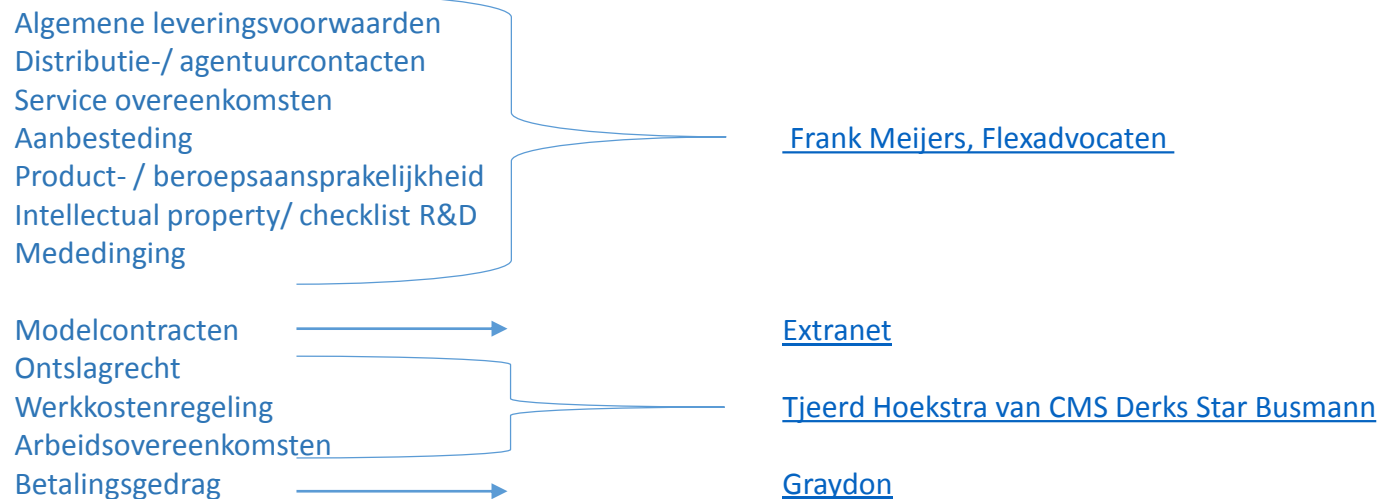 Algemene leveringsvoorwaarden
Distributie-/ agentuurcontacten
Service overeenkomsten
Aanbesteding
Frank Meijers, Flexadvocaten
Product- / beroepsaansprakelijkheid
Intellectual property/ checklist R&D
Mededinging
Modelcontracten
Extranet
Ontslagrecht
Werkkostenregeling
Tjeerd Hoekstra van CMS Derks Star Busmann
Arbeidsovereenkomsten
Betalingsgedrag
Graydon